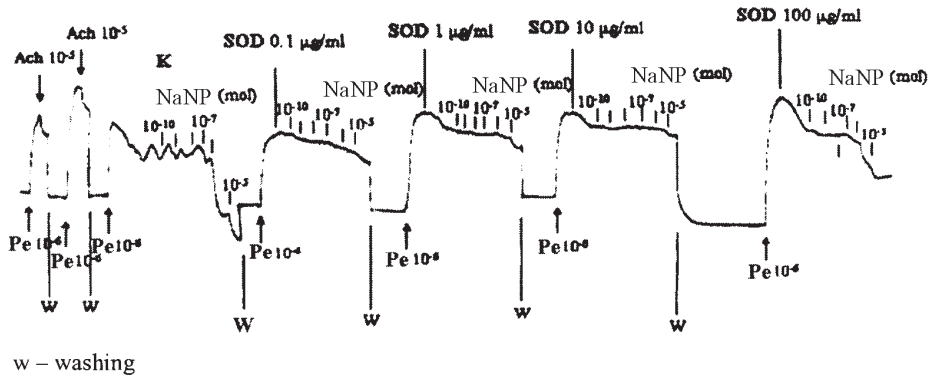 Ach 10-5
Ach 10-5
K
SOD 0.1 µg/ml
SOD 1 µg/ml
SOD 10 µg/ml
SOD 100 µg/ml
NaNP (mol)
NaNP (mol)
NaNP (mol)
NaNP (mol)
NaNP (mol)
10-10
10-7
10-5
10-10
10-7
10-5
10-10
10-7
10-5
10-10
10-7
10-5
10-10
10-7
10-5
Pe 10-6
Pe 10-6
Pe 10-6
Pe 10-6
Pe 10-6
Pe 10-6
Pe 10-6
W
W
W
W
W
W
w – washing